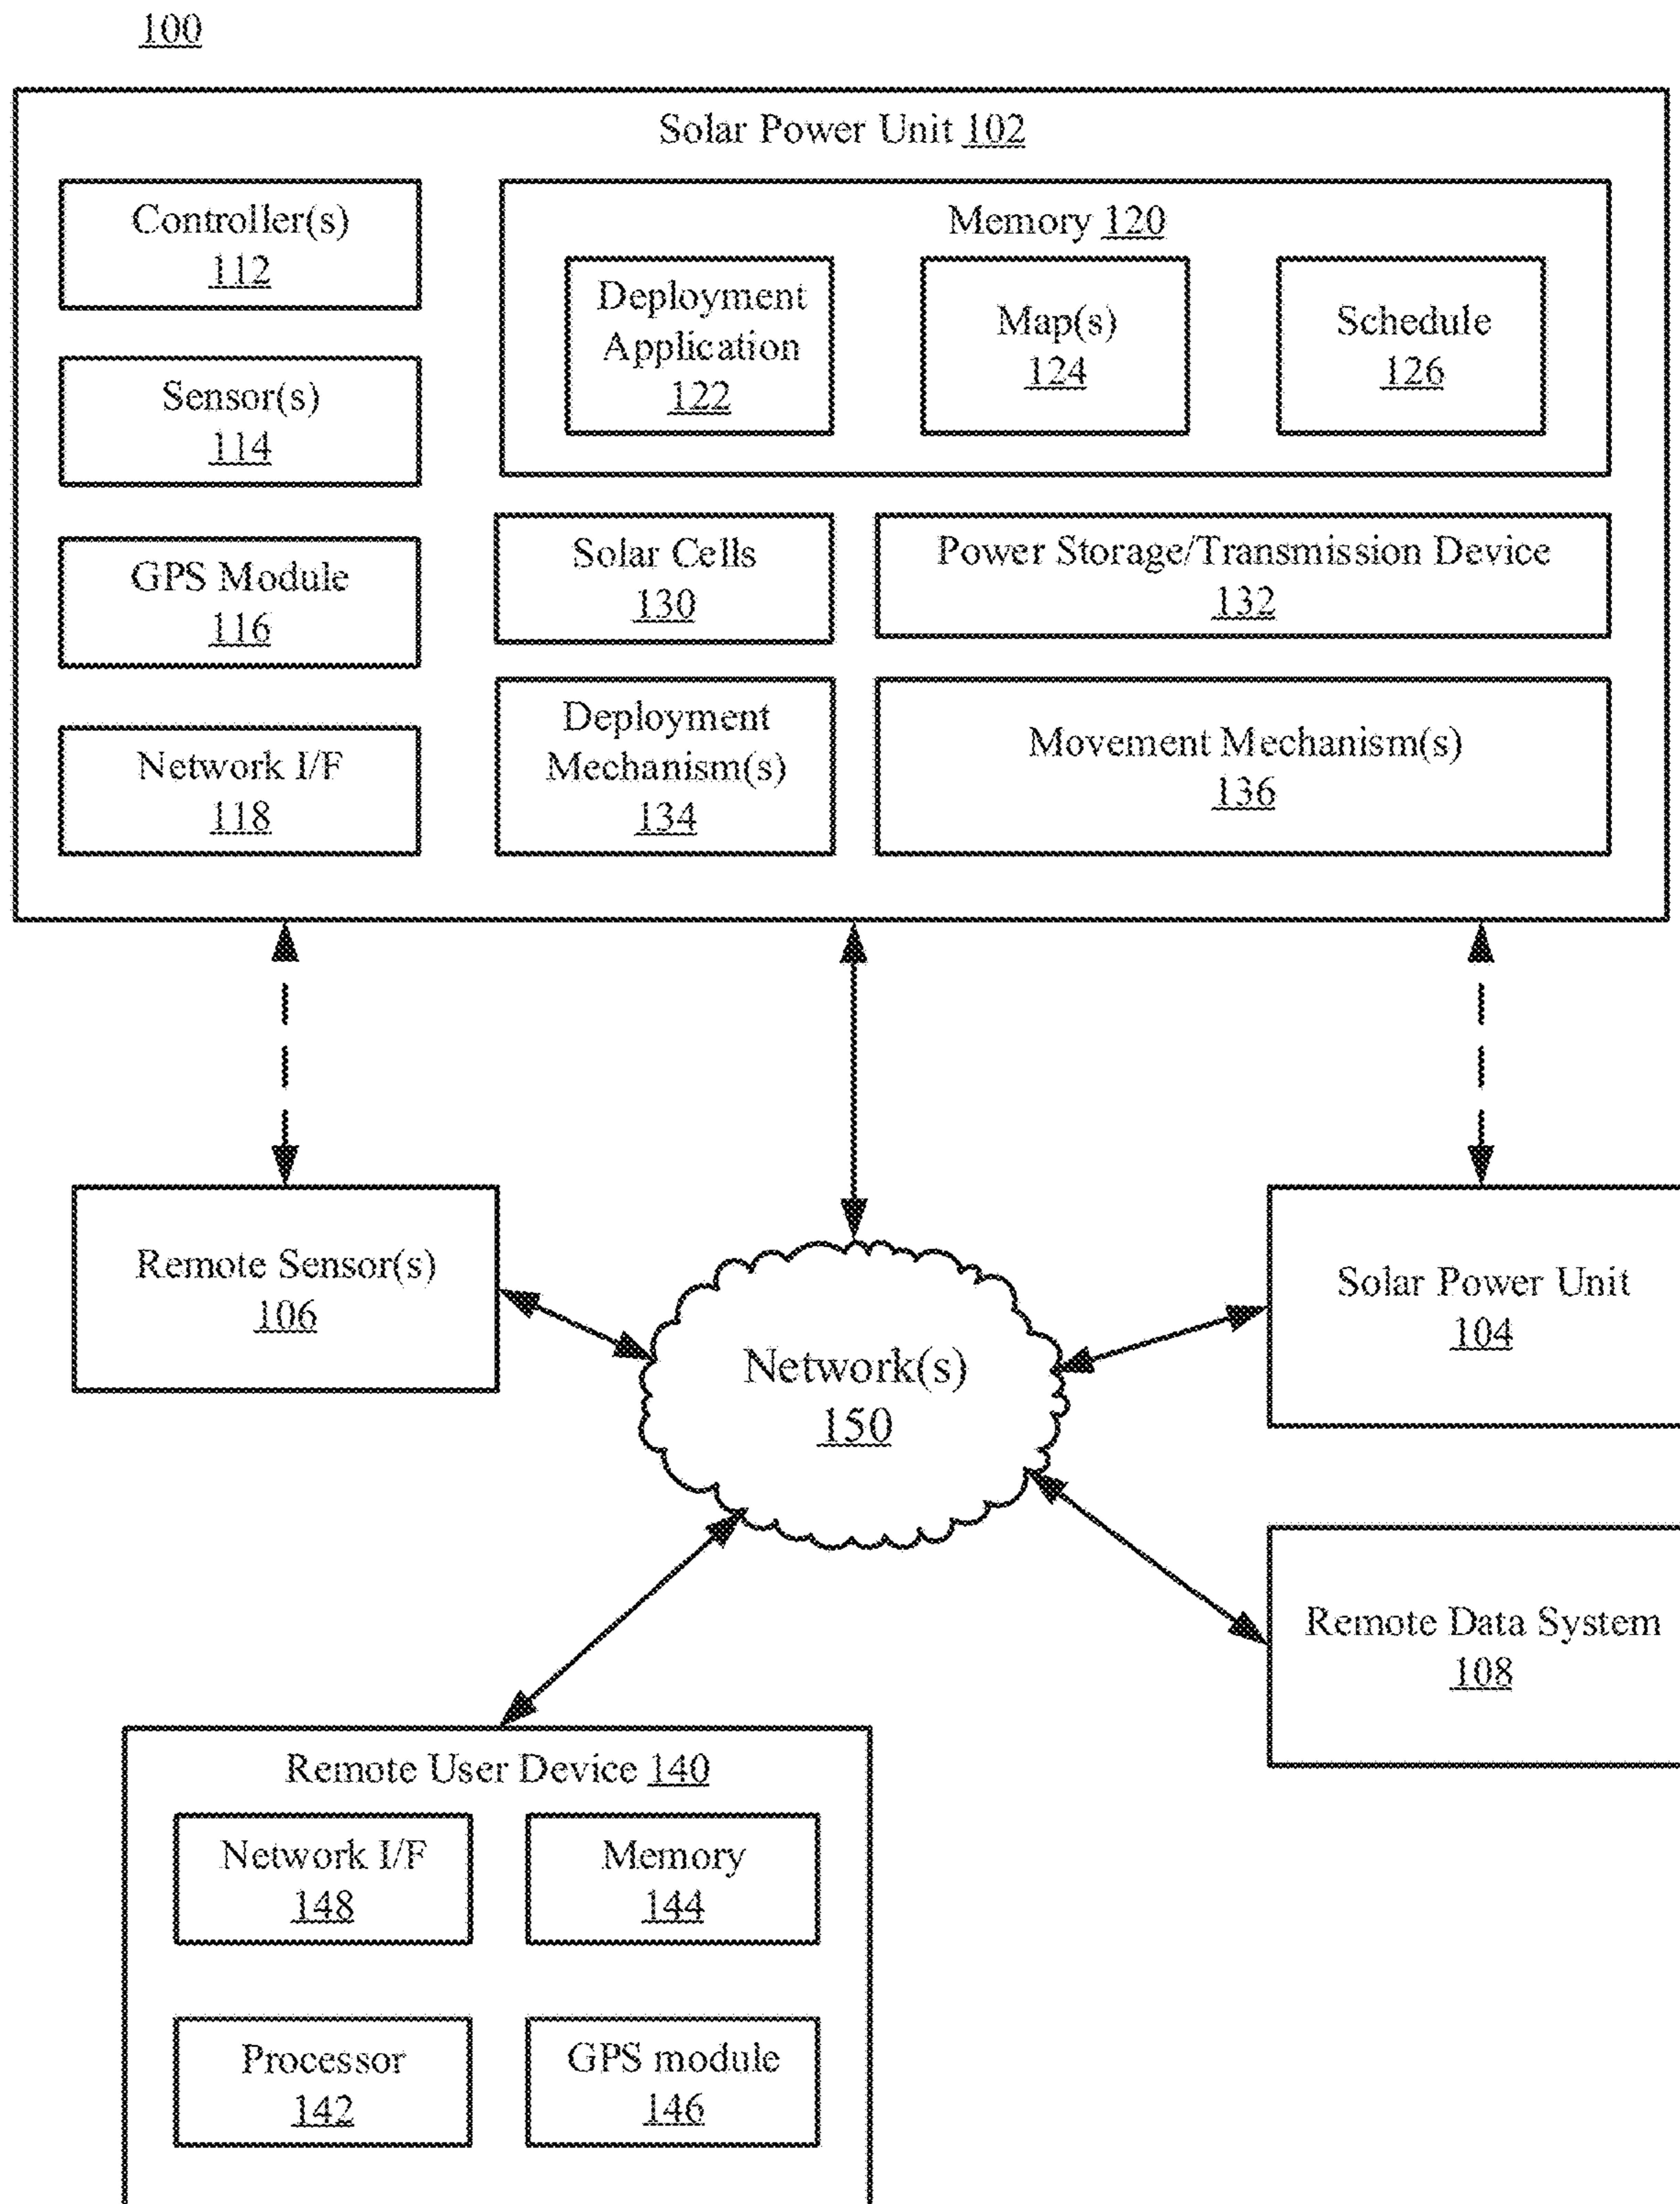 100
Solar Power Unit 102
Controller(s)
112
Sensor(s)
114
GPS Module
116
Network I/F
118
Memory 120
Deployment
Application
122
Map(s)
124
Schedule
126
Solar Cells
130
Power Storage/Transmission Device
132
Deployment
Mechanism(s)
134
Movement Mechanism(s)
136
Remote Sensor(s)
106
Network(s)
150
Solar Power Unit
104
Remote Data System
108
Remote User Device 140
Network I/F
148
Memory
144
Processor
142
GPS module
146